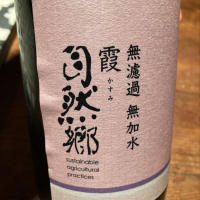 無濾過 無加水
霞
かすみ
自然郷
sustainable
agricultural
practices